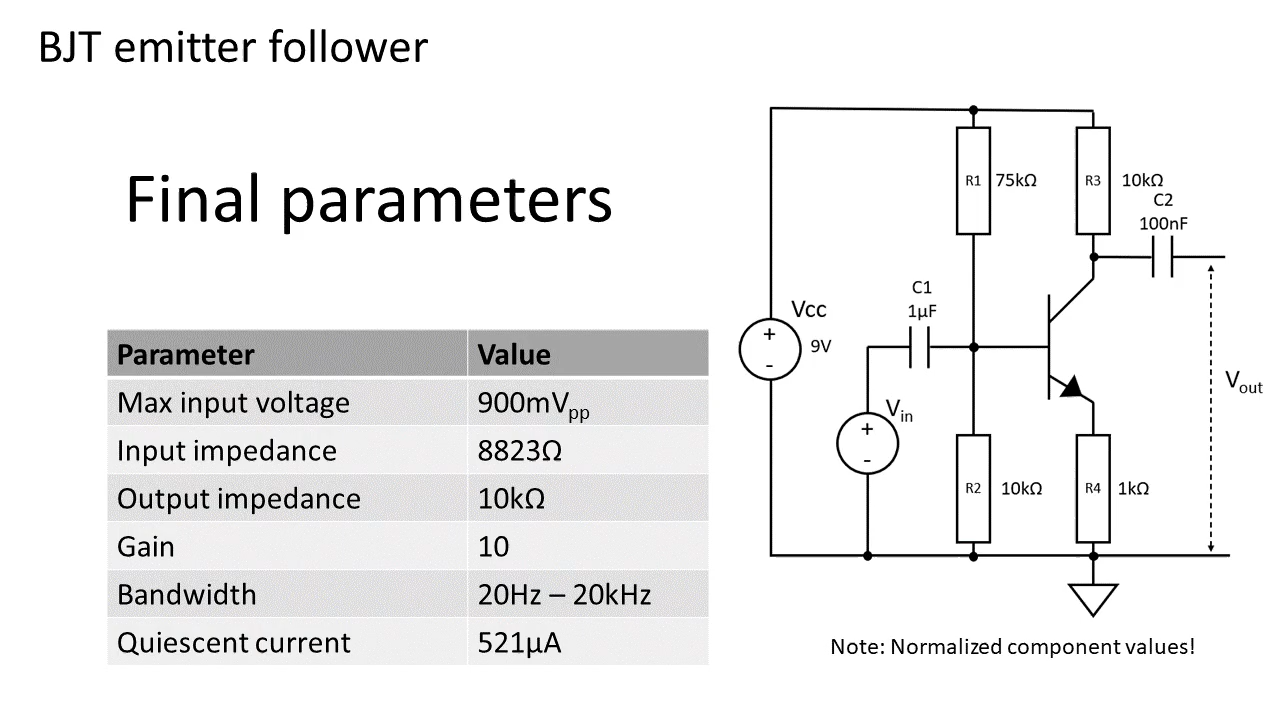 BJT emitter follower
Final parameters
Parameter Value
Max input voltage 900mVpp
Input impedance 8823Ω
Output impedance 10kΩ
Gain 10
Bandwidth 20Hz – 20kHz
Quiescent current 521µA
R1 75kΩ
R3 10kΩ
C2
100nF
C1
1µF
Vcc
+
-
9V
Vin
+
-
Vout
R2 10kΩ
R4 1kΩ
Note: Normalized component values!